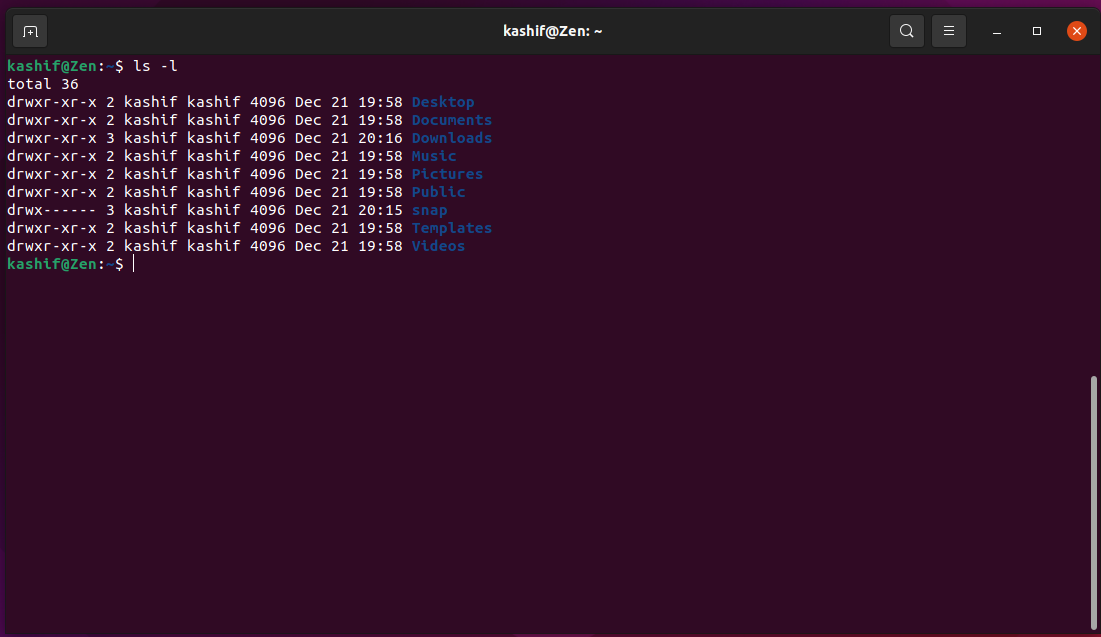 kashif@Zen: ~
kashif@Zen:~$ ls -l
total 36
drwxr-xr-x 2 kashif kashif 4096 Dec 21 19:58 Desktop
drwxr-xr-x 2 kashif kashif 4096 Dec 21 19:58 Documents
drwxr-xr-x 3 kashif kashif 4096 Dec 21 20:16 Downloads
drwxr-xr-x 2 kashif kashif 4096 Dec 21 19:58 Music
drwxr-xr-x 2 kashif kashif 4096 Dec 21 19:58 Pictures
drwxr-xr-x 2 kashif kashif 4096 Dec 21 19:58 Public
drwx------ 3 kashif kashif 4096 Dec 21 20:15 snap
drwxr-xr-x 2 kashif kashif 4096 Dec 21 19:58 Templates
drwxr-xr-x 2 kashif kashif 4096 Dec 21 19:58 Videos
kashif@Zen:~$